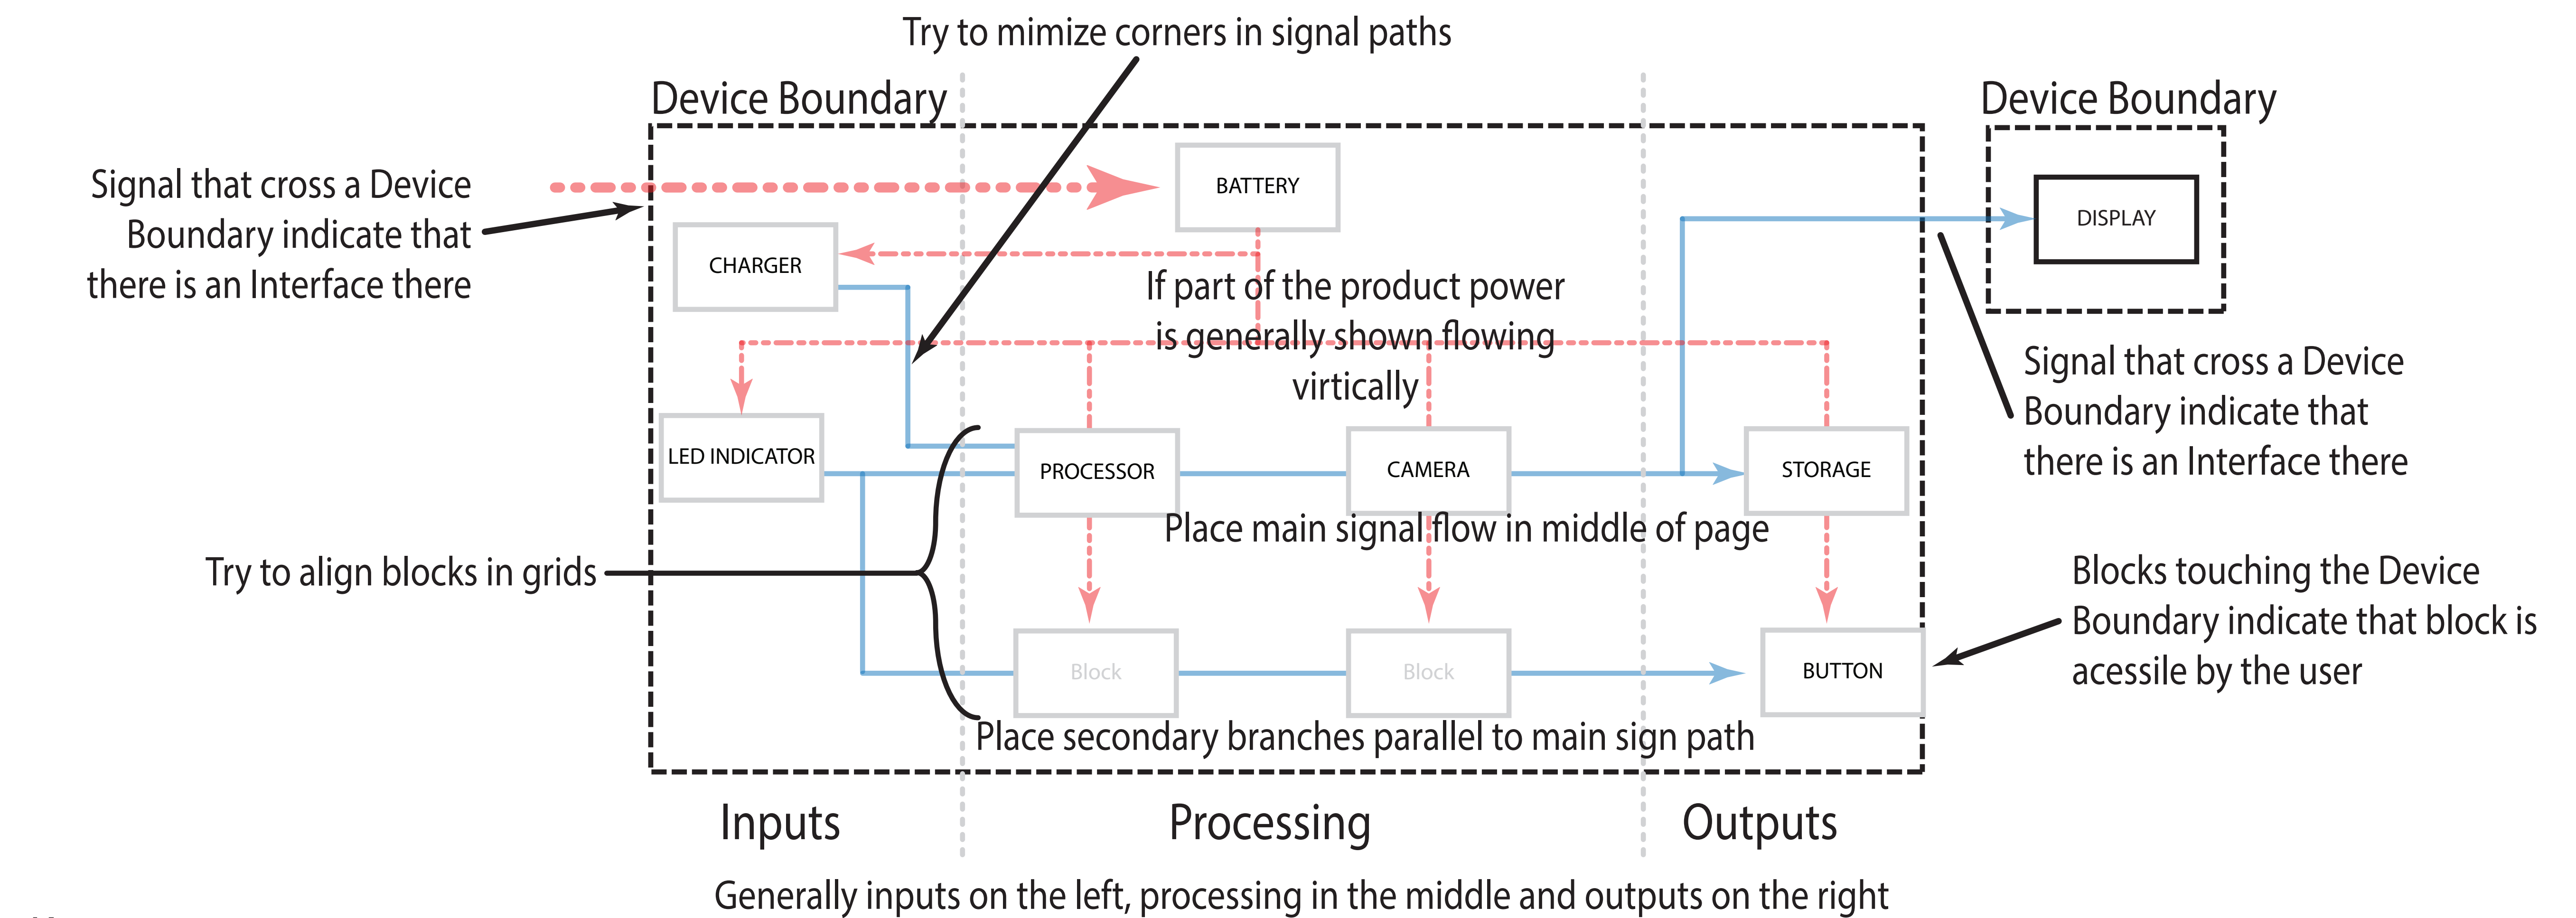 Try to mimize corners in signal paths
Device Boundary
Device Boundary
Signal that cross a Device
Boundary indicate that
there is an Interface there
BATTERY
DISPLAY
CHARGER
If part of the product power
is generally shown flowing
virtically
Signal that cross a Device
Boundary indicate that
there is an Interface there
LED INDICATOR
PROCESSOR
CAMERA
STORAGE
Place main signal flow in middle of page
Try to align blocks in grids
Blocks touching the Device
Boundary indicate that block is
acessile by the user
Block
Block
BUTTON
Place secondary branches parallel to main sign path
Inputs
Processing
Outputs
Generally inputs on the left, processing in the middle and outputs on the right